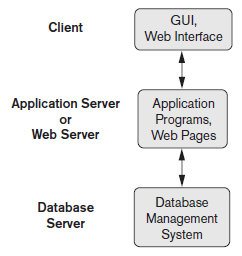 Client
GUI,
Web Interface
Application Server
or
Web Server
Application
Programs,
Web Pages
Database
Server
Database
Management
System